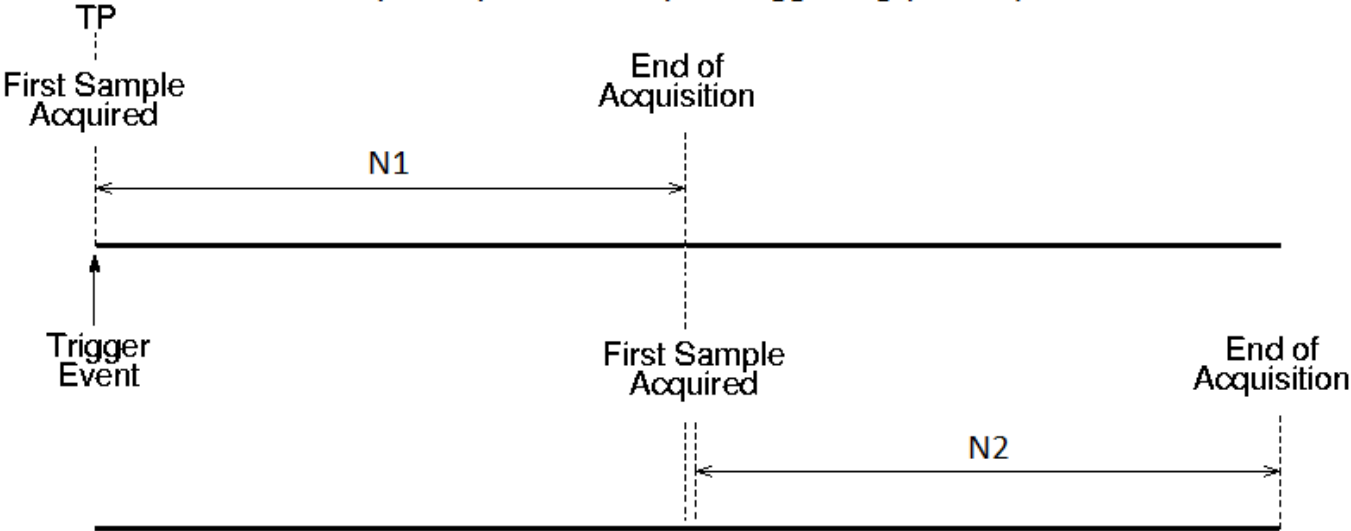 TP
First Sample
Acquired
End of
Acquisition
N1
Trigger
Event
First Sample
Acquired
End of
Acquisition
N2